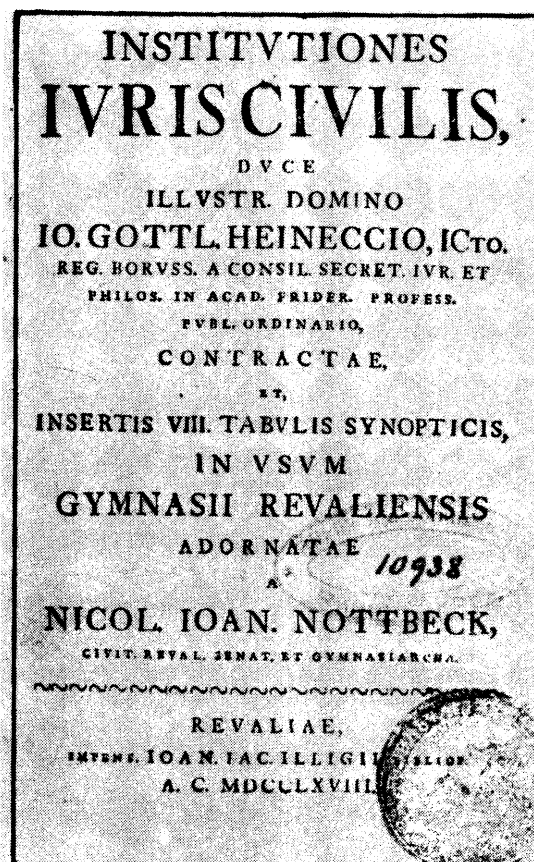 INSTITVTIONES
IVRIS CIVILIS,
DVCE
ILLVSTR. DOMINO
IO. GOTTL. HEINECCIO, ICTO.
REG. BORVSS. A CONSIL. SECRET. IVR. ET
PHILOS. IN ACAD. FRIDER. PROFESS.
PVBL. ORDINARIO,
CONTRACTAE,
ET,
INSERTIS VIII. TABVLIS SYNOPTICIS,
IN VSVM
GYMNASII REVALIENSIS
ADORNATAE
10938
A
NICOL. IOAN. NOTTBECK,
CIVIT. REVAL. SENAT. ET GYMNASIARCHA.
REVALIAE,
IMPENS. IOAN. IAC. ILLIGII
A. C. MDCCLXVIII.